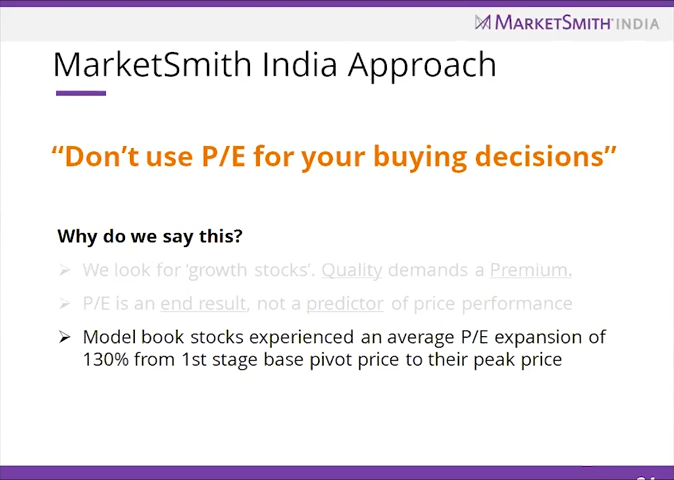 MARKETSMITH INDIA
MarketSmith India Approach
“Don’t use P/E for your buying decisions”
Why do we say this?
➢ We look for ‘growth stocks’. Quality demands a Premium.
➢ P/E is an end result, not a predictor of price performance
➢ Model book stocks experienced an average P/E expansion of
130% from 1st stage base pivot price to their peak price